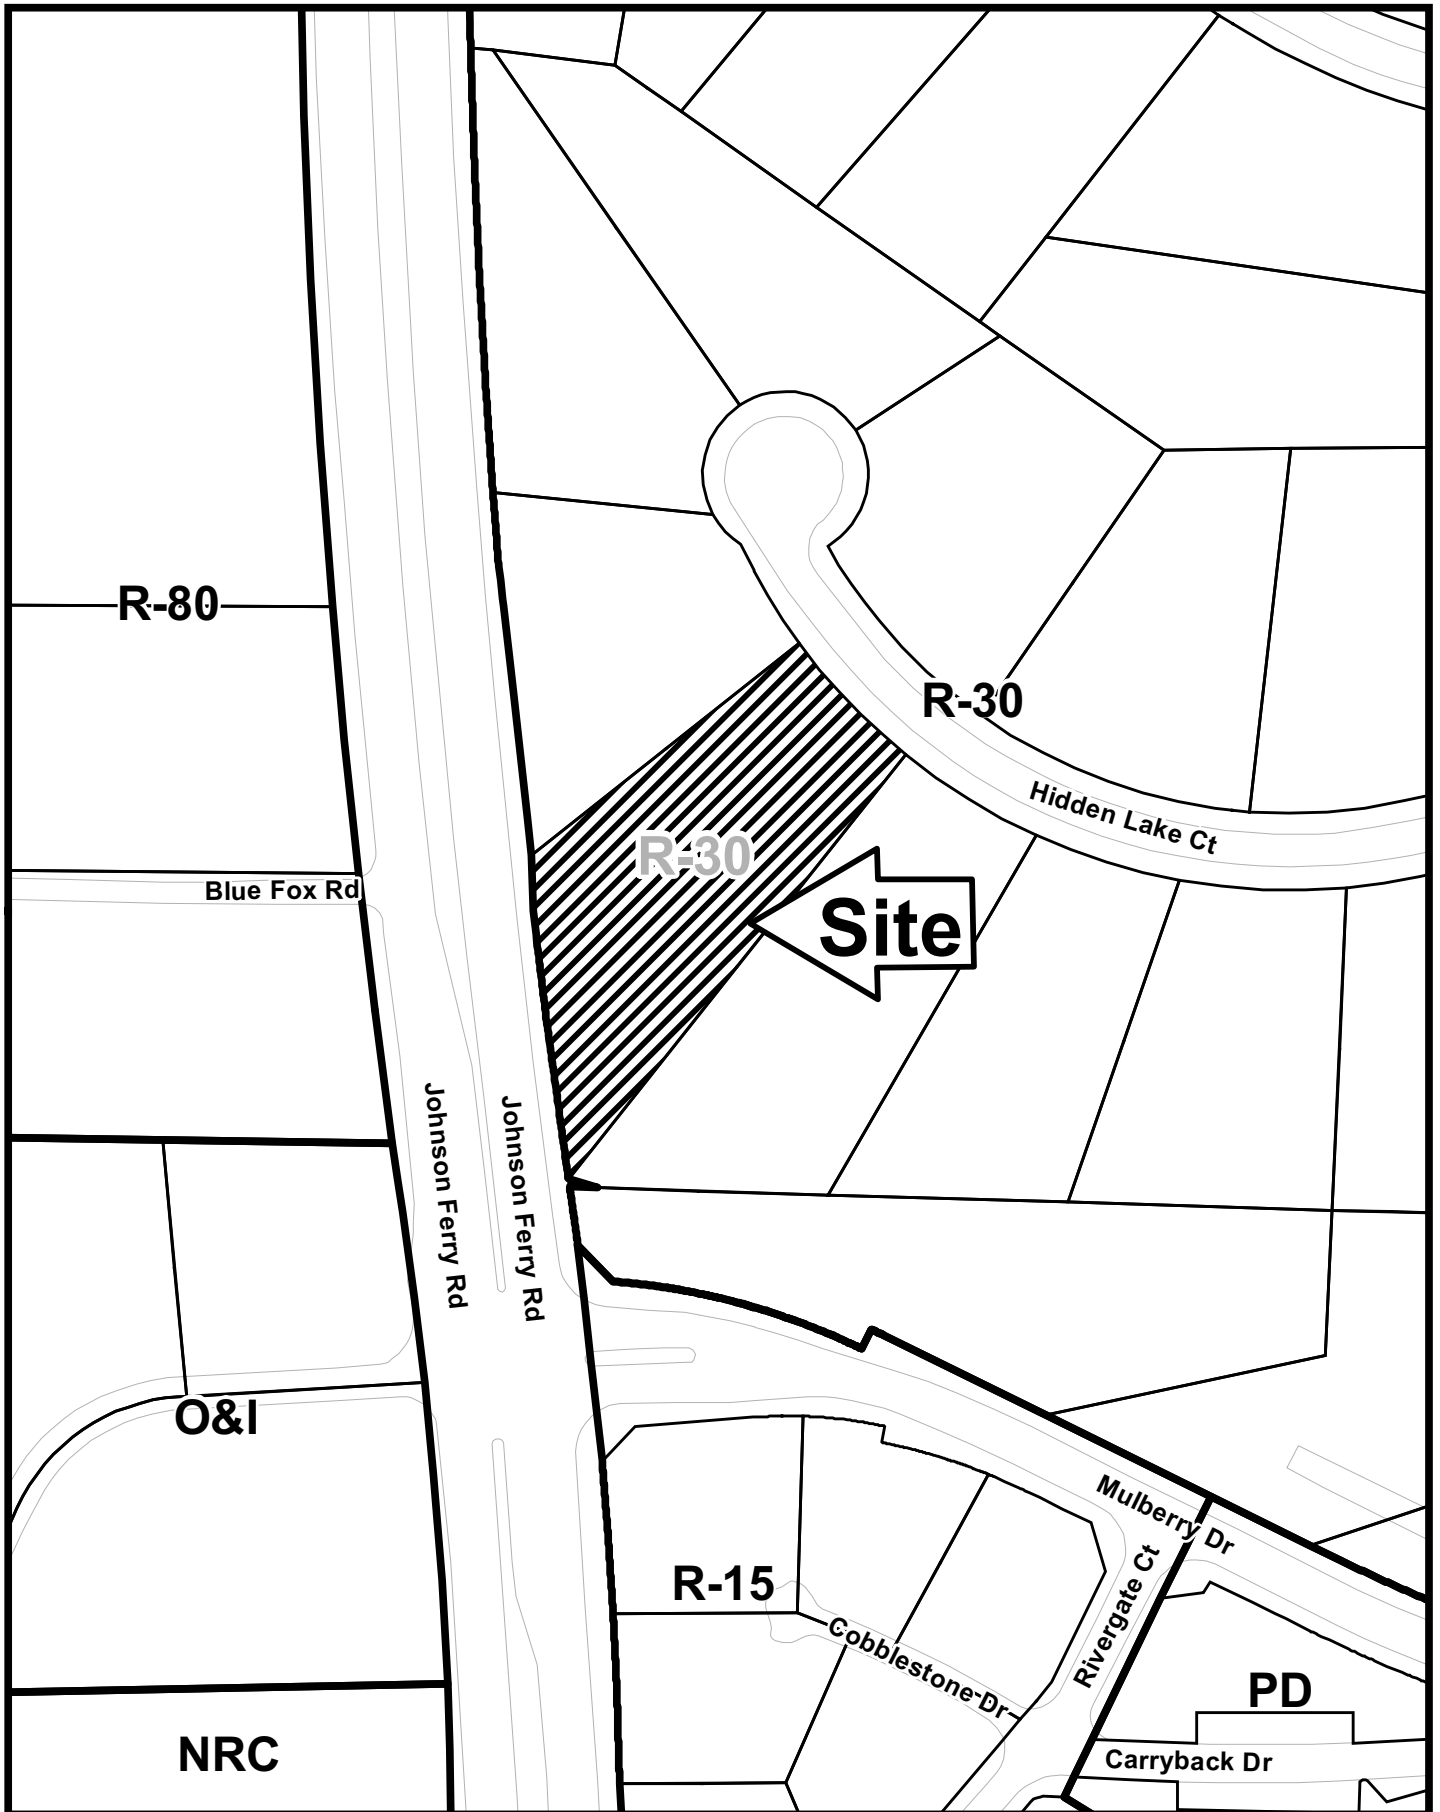 R-80
R-30
Hidden Lake Ct
R-30
Blue Fox Rd
Site
Johnson Ferry Rd
Johnson Ferry Rd
O&I
Mulberry Dr
R-15
Rivergate Ct
Cobblestone Dr
PD
NRC
Carryback Dr